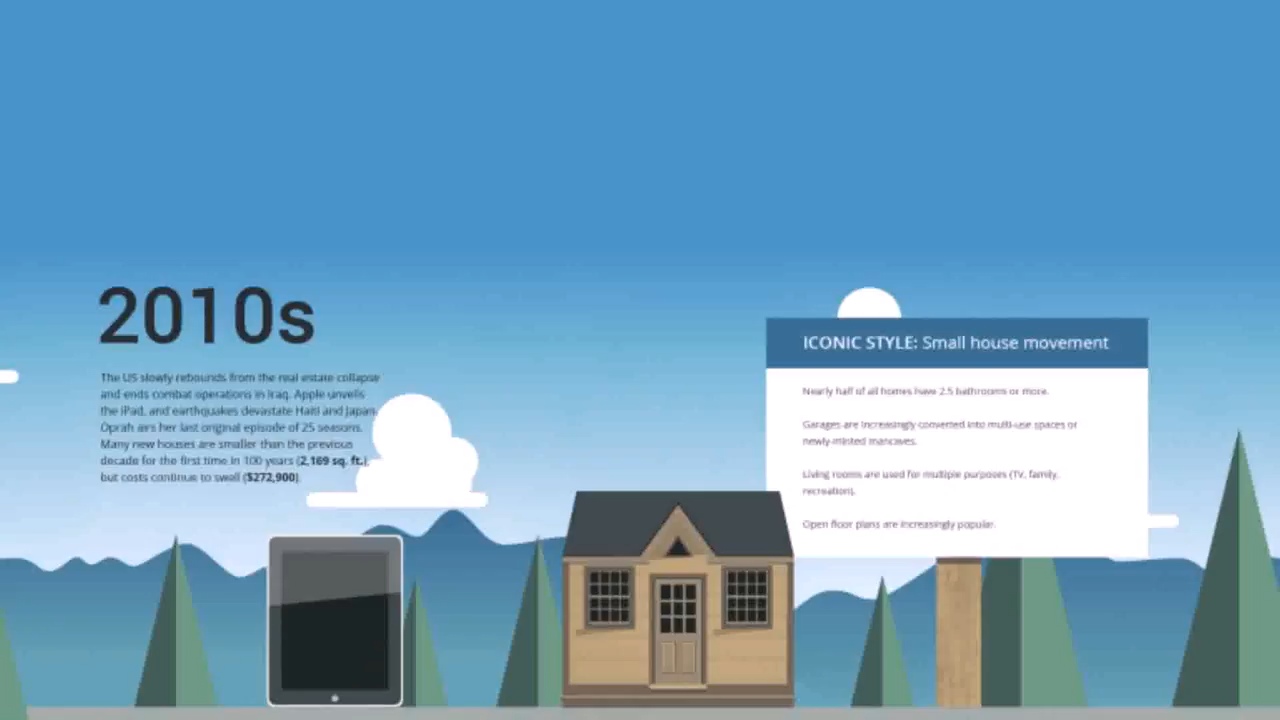 2010s
The US slowly rebounds from the real estate collapse
and ends combat operations in Iraq. Apple unveils
the iPad, and earthquakes devastate Haiti and Japan.
Oprah airs her last original episode of 25 seasons.
Many new houses are smaller than the previous
decade for the first time in 100 years (2,169 sq. ft.),
but costs continue to swell ($272,900).
ICONIC STYLE: Small house movement
Nearly half of all homes have 2.5 bathrooms or more.
Garages are increasingly converted into multi-use spaces or
newly-minted mancaves.
Living rooms are used for multiple purposes (TV, family,
recreation).
Open floor plans are increasingly popular.